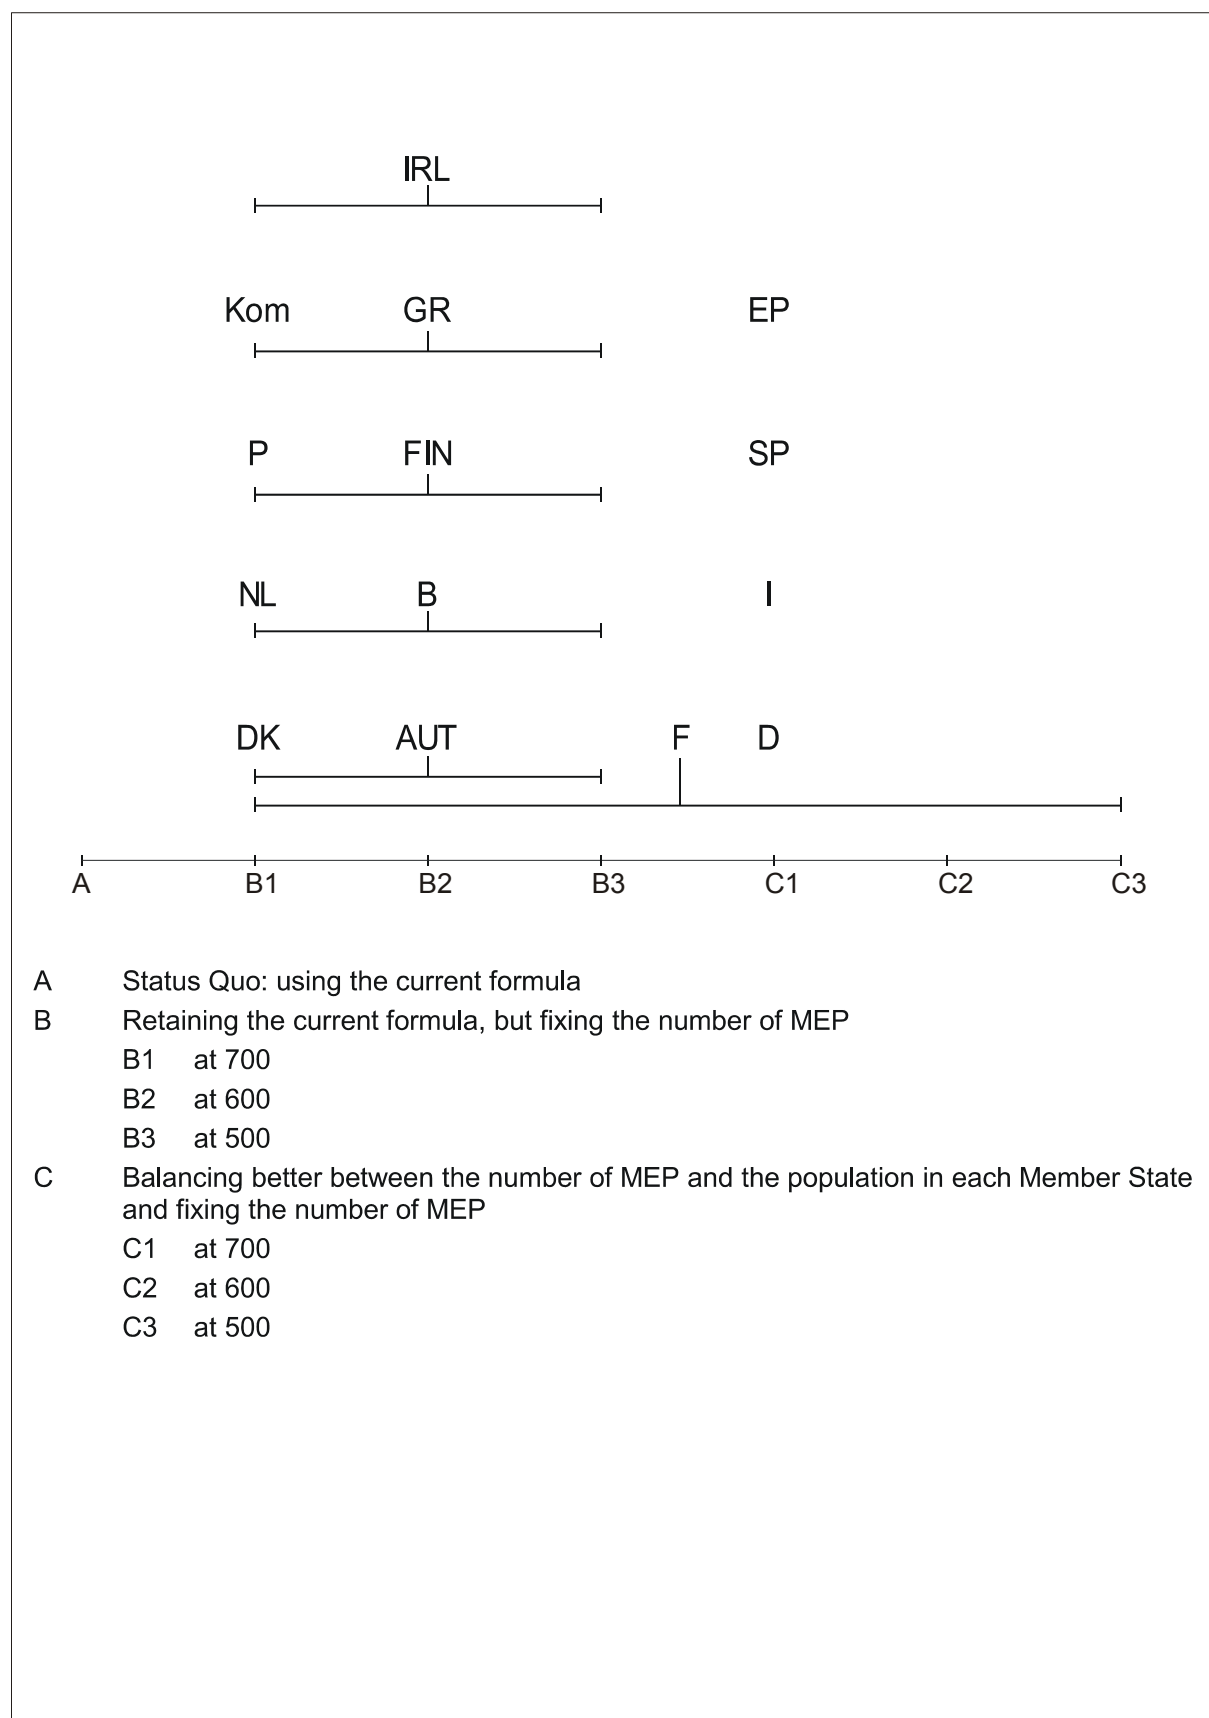 IRL
Kom GR EP
P FIN SP
NL B I
DK AUT F D
A B1 B2 B3 C1 C2 C3
A Status Quo: using the current formula
B Retaining the current formula, but fixing the number of MEP
B1 at 700
B2 at 600
B3 at 500
C Balancing better between the number of MEP and the population in each Member State
and fixing the number of MEP
C1 at 700
C2 at 600
C3 at 500